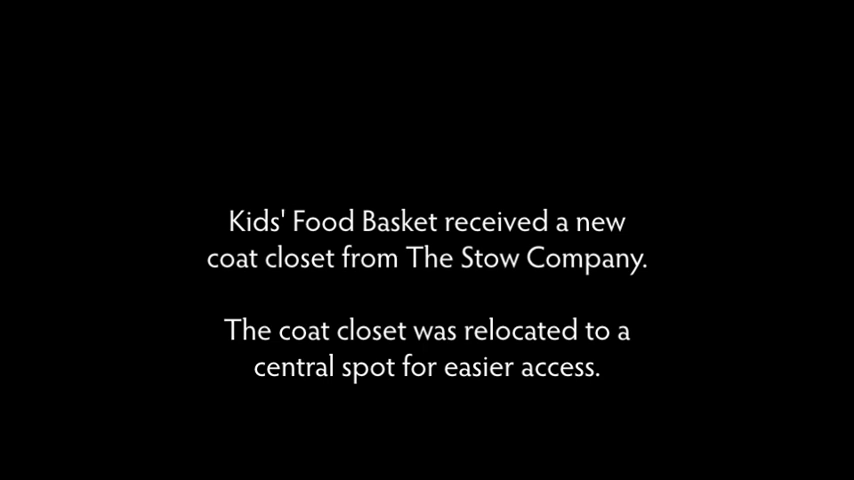 Kids' Food Basket received a new
coat closet from The Stow Company.
The coat closet was relocated to a
central spot for easier access.